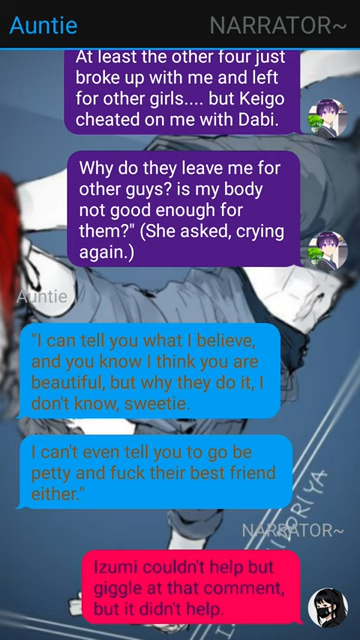 Auntie NARRATOR~
At least the other four just
broke up with me and left
for other girls.... but Keigo
cheated on me with Dabi.
Why do they leave me for
other guys? is my body
not good enough for
them?" (She asked, crying
again.)
Auntie
"I can tell you what I believe,
and you know I think you are
beautiful, but why they do it, I
don't know, sweetie.
I can't even tell you to go be
petty and fuck their best friend
either."
NARRATOR~
Izumi couldn't help but
giggle at that comment,
but it didn't help.